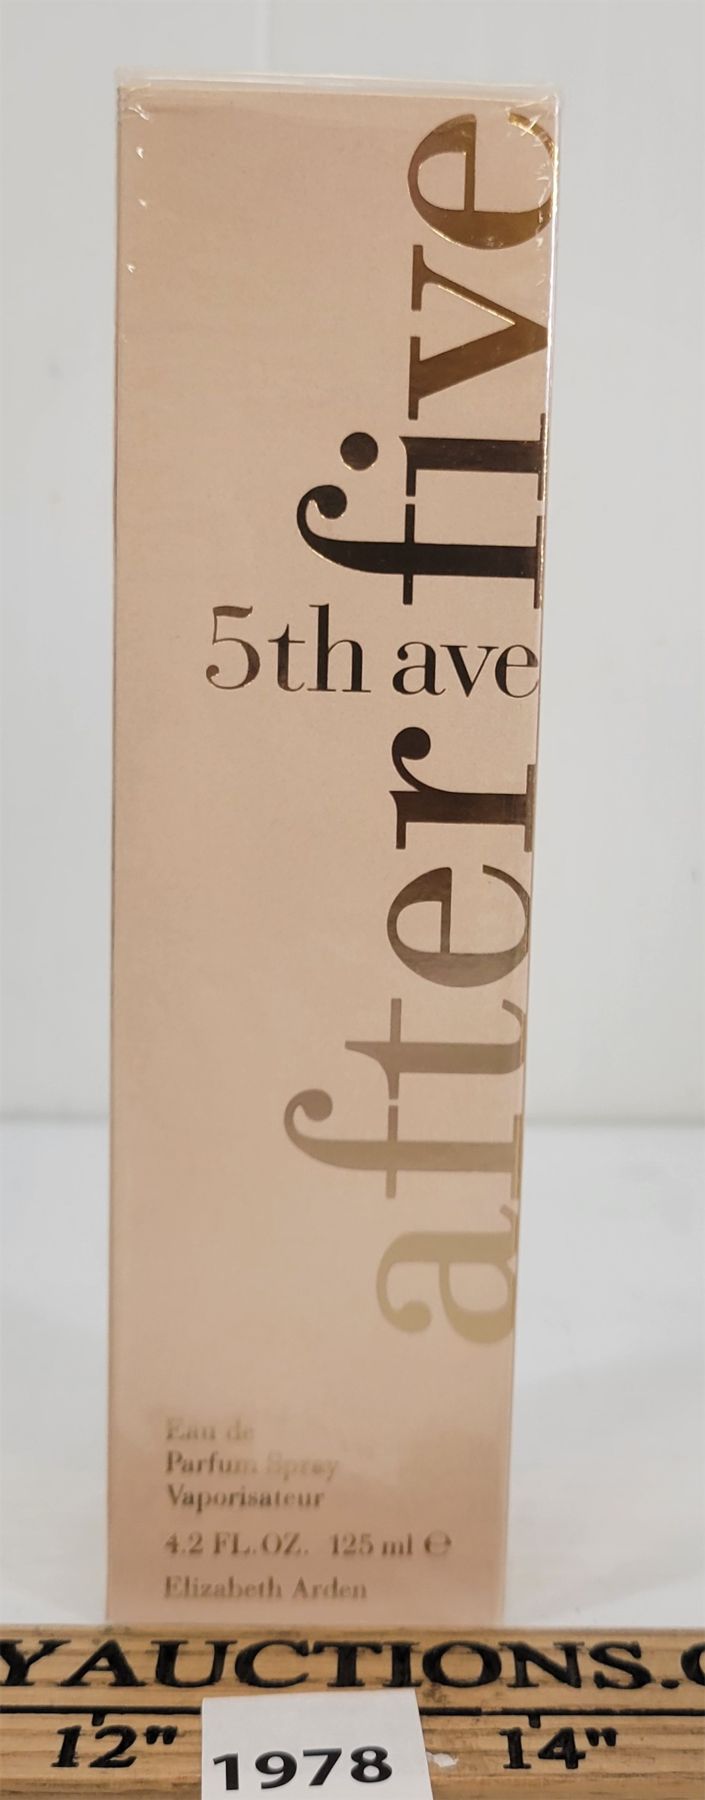 after five
5th ave
Eau de
Parfum Spray
Vaporisateur
4.2 FL.OZ. 125 ml ℮
Elizabeth Arden
YAUCTIONS.
12" 14"
1978